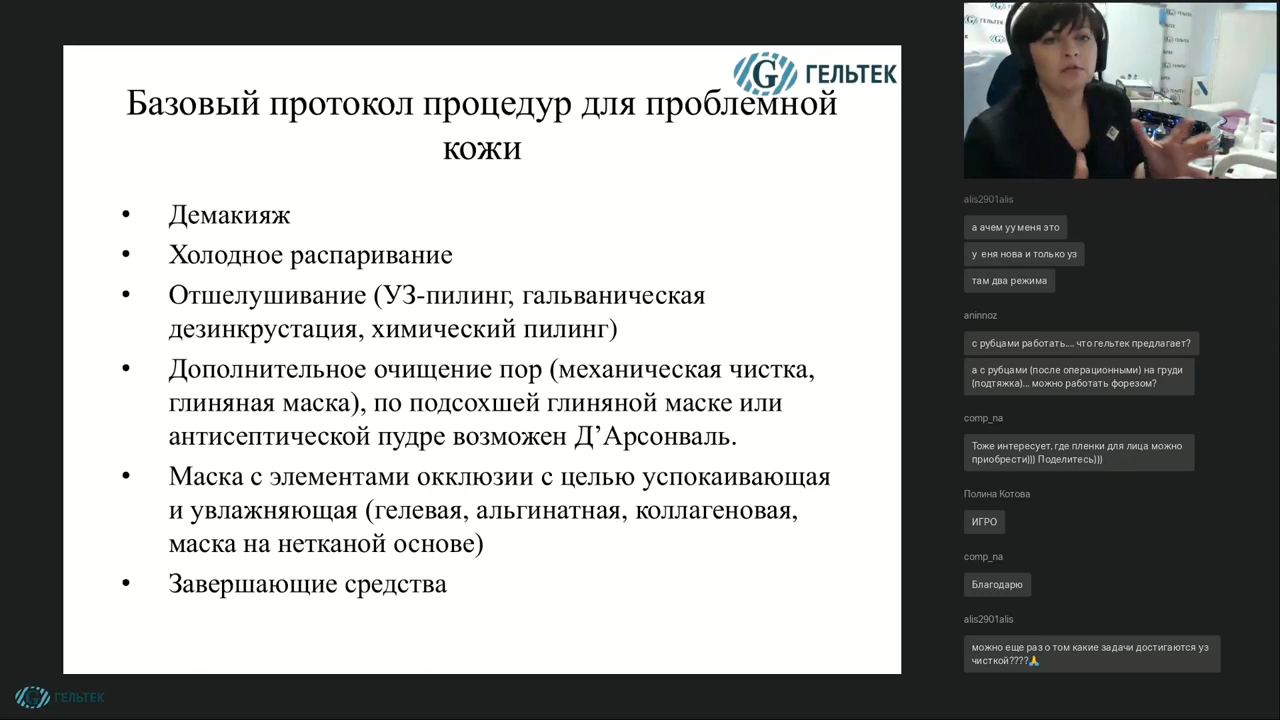 ГЕЛЬТЕК
Базовый протокол процедур для проблемной
кожи
• Демакияж
• Холодное распаривание
• Отшелушивание (УЗ-пилинг, гальваническая
дезинкрустация, химический пилинг)
• Дополнительное очищение пор (механическая чистка,
глиняная маска), по подсохшей глиняной маске или
антисептической пудре возможен Д’Арсонваль.
• Маска с элементами окклюзии с целью успокаивающая
и увлажняющая (гелевая, альгинатная, коллагеновая,
маска на нетканой основе)
• Завершающие средства
ГЕЛЬТЕК
ГЕЛЬТЕК
ГЕЛЬТЕК
alis2901alis
а ачем уу меня это
у еня нова и только уз
там два режима
aninnoz
с рубцами работать.... что гельтек предлагает?
а с рубцами (после операционными) на груди
(подтяжка)... можно работать форезом?
comp_na
Тоже интересует, где пленки для лица можно
приобрести))) Поделитесь)))
Полина Котова
ИГРО
comp_na
Благодарю
alis2901alis
можно еще раз о том какие задачи достигаются уз
чисткой????🙏